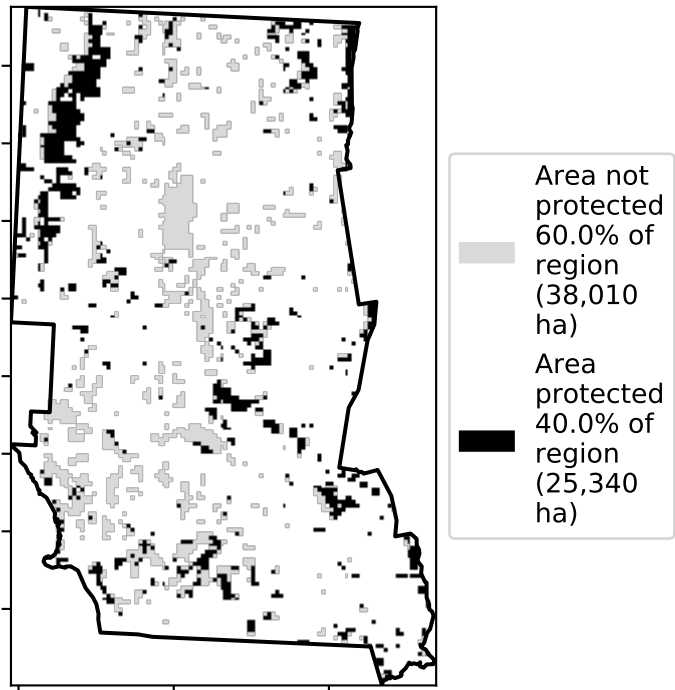 Area not
protected
60.0% of
region
(38,010
ha)
Area
protected
40.0% of
region
(25,340
ha)